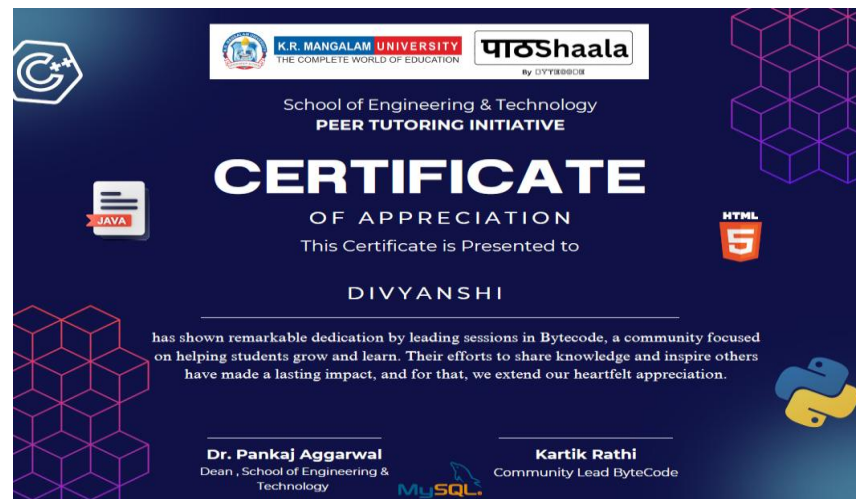 K.R. MANGALAM UNIVERSITY
THE COMPLETE WORLD OF EDUCATION
पाठShaala
By BYTECODE
School of Engineering & Technology
PEER TUTORING INITIATIVE
CERTIFICATE
OF APPRECIATION
This Certificate is Presented to
JAVA
HTML
5
DIVYANSHI
has shown remarkable dedication by leading sessions in Bytecode, a community focused
on helping students grow and learn. Their efforts to share knowledge and inspire others
have made a lasting impact, and for that, we extend our heartfelt appreciation.
Dr. Pankaj Aggarwal
Dean , School of Engineering &
Technology
Kartik Rathi
Community Lead ByteCode
MySQL.
C++